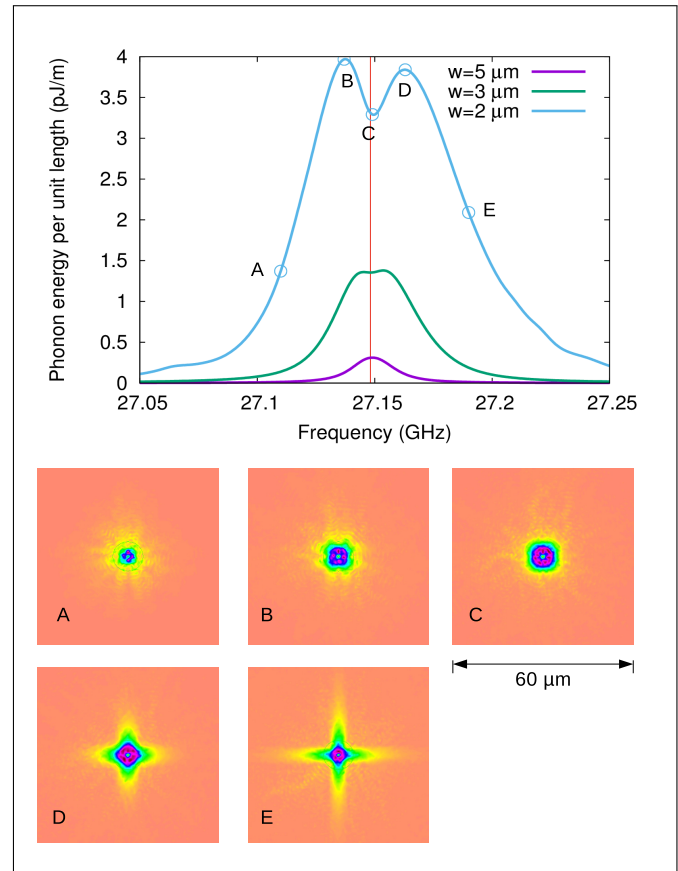 Phonon energy per unit length (pJ/m)
4
3.5
3
2.5
2
1.5
1
0.5
0
w=5 μm
w=3 μm
w=2 μm
A
B
C
D
E
27.05 27.1 27.15 27.2 27.25
Frequency (GHz)
A B C
60 μm
D E